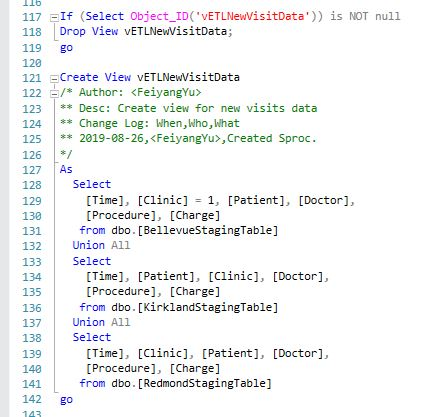 116
117 If (Select Object_ID('vETLNewVisitData')) is NOT null
118 Drop View vETLNewVisitData;
119 go
120
121 Create View vETLNewVisitData
122 /* Author: <FeiyangYu>
123 ** Desc: Create view for new visits data
124 ** Change Log: When,Who,What
125 ** 2019-08-26,<FeiyangYu>,Created Sproc.
126 */
127 As
128 Select
129 [Time], [Clinic] = 1, [Patient], [Doctor],
130 [Procedure], [Charge]
131 from dbo.[BellevueStagingTable]
132 Union All
133 Select
134 [Time], [Patient], [Clinic], [Doctor],
135 [Procedure], [Charge]
136 from dbo.[KirklandStagingTable]
137 Union All
138 Select
139 [Time], [Clinic], [Patient], [Doctor],
140 [Procedure], [Charge]
141 from dbo.[RedmondStagingTable]
142 go
143